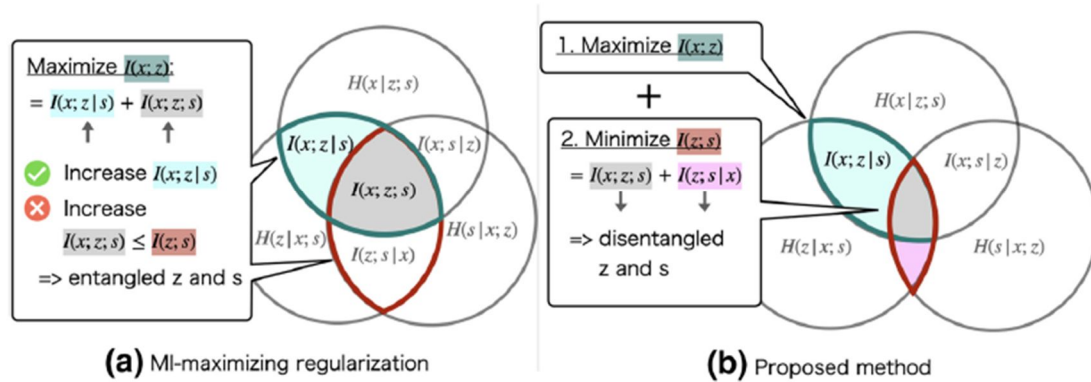 Maximize I(x; z):
= I(x; z | s) + I(x; z; s)
Increase I(x; z | s)
Increase
I(x; z; s) ≤ I(z; s)
=> entangled z and s
H(x | z; s)
I(x; z | s)
I(x; s | z)
I(x; z; s)
H(z | x; s)
I(z; s | x)
H(s | x; z)
(a) MI-maximizing regularization
1. Maximize I(x; z)
+
2. Minimize I(z; s)
= I(x; z; s) + I(z; s | x)
=> disentangled
z and s
H(x | z; s)
I(x; z | s)
I(x; s | z)
H(z | x; s)
H(s | x; z)
(b) Proposed method